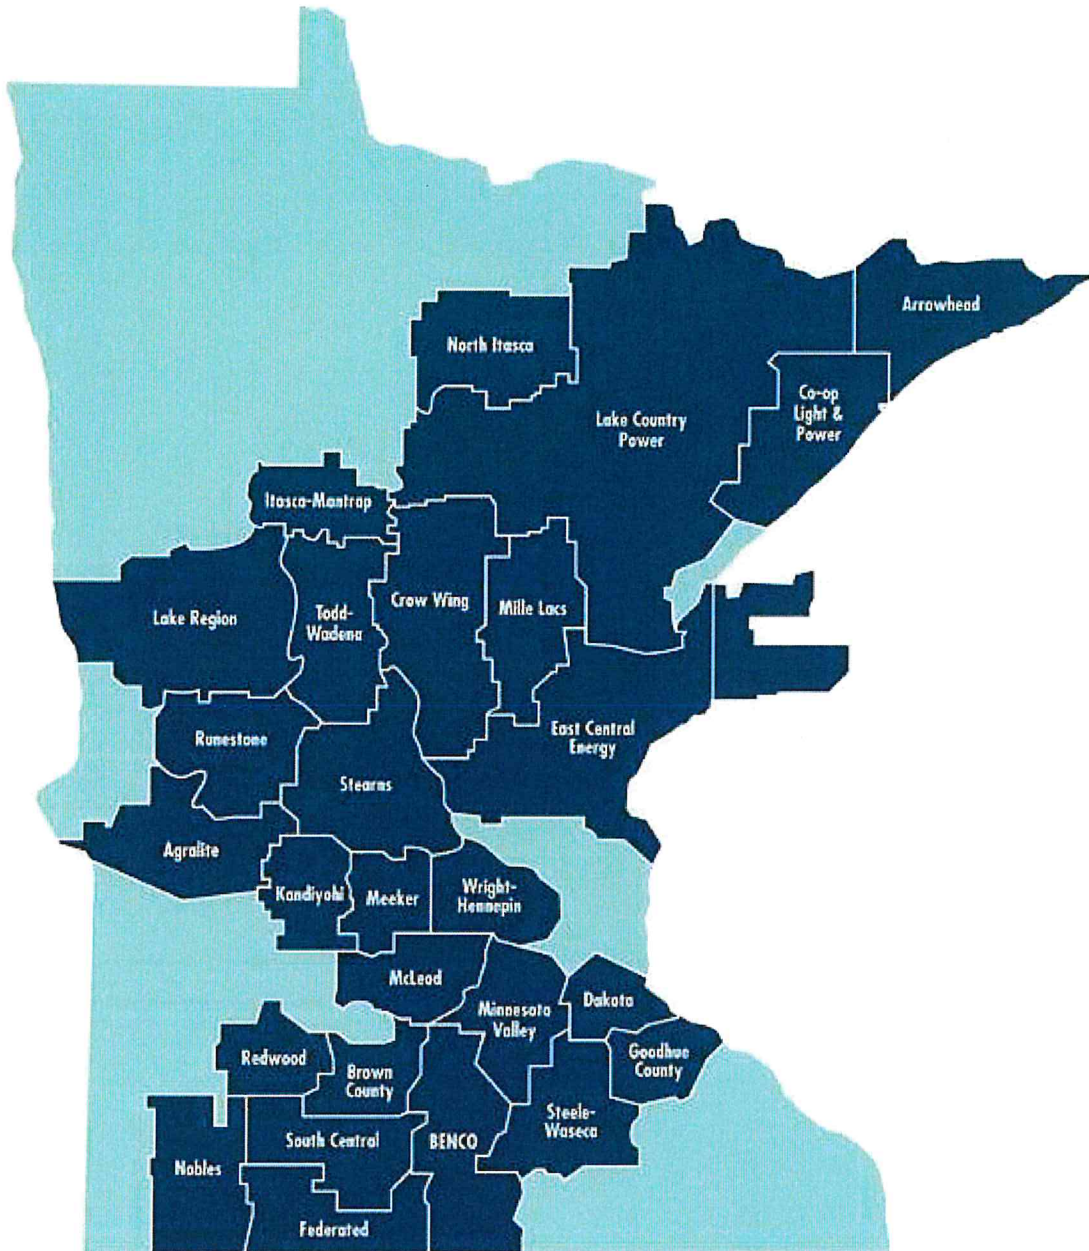 Arrowhead
North Itasca
Co-op
Light &
Power
Lake Country
Power
Itasca-Mantrap
Lake Region
Todd-
Wadena
Crow Wing
Mille Lacs
Runestone
East Central
Energy
Stearns
Agralite
Kandiyohi
Meeker
Wright-
Hennepin
McLeod
Minnesota
Valley
Dakota
Goodhue
County
Redwood
Brown
County
Steele-
Waseca
South Central
BENCO
Nobles
Federated